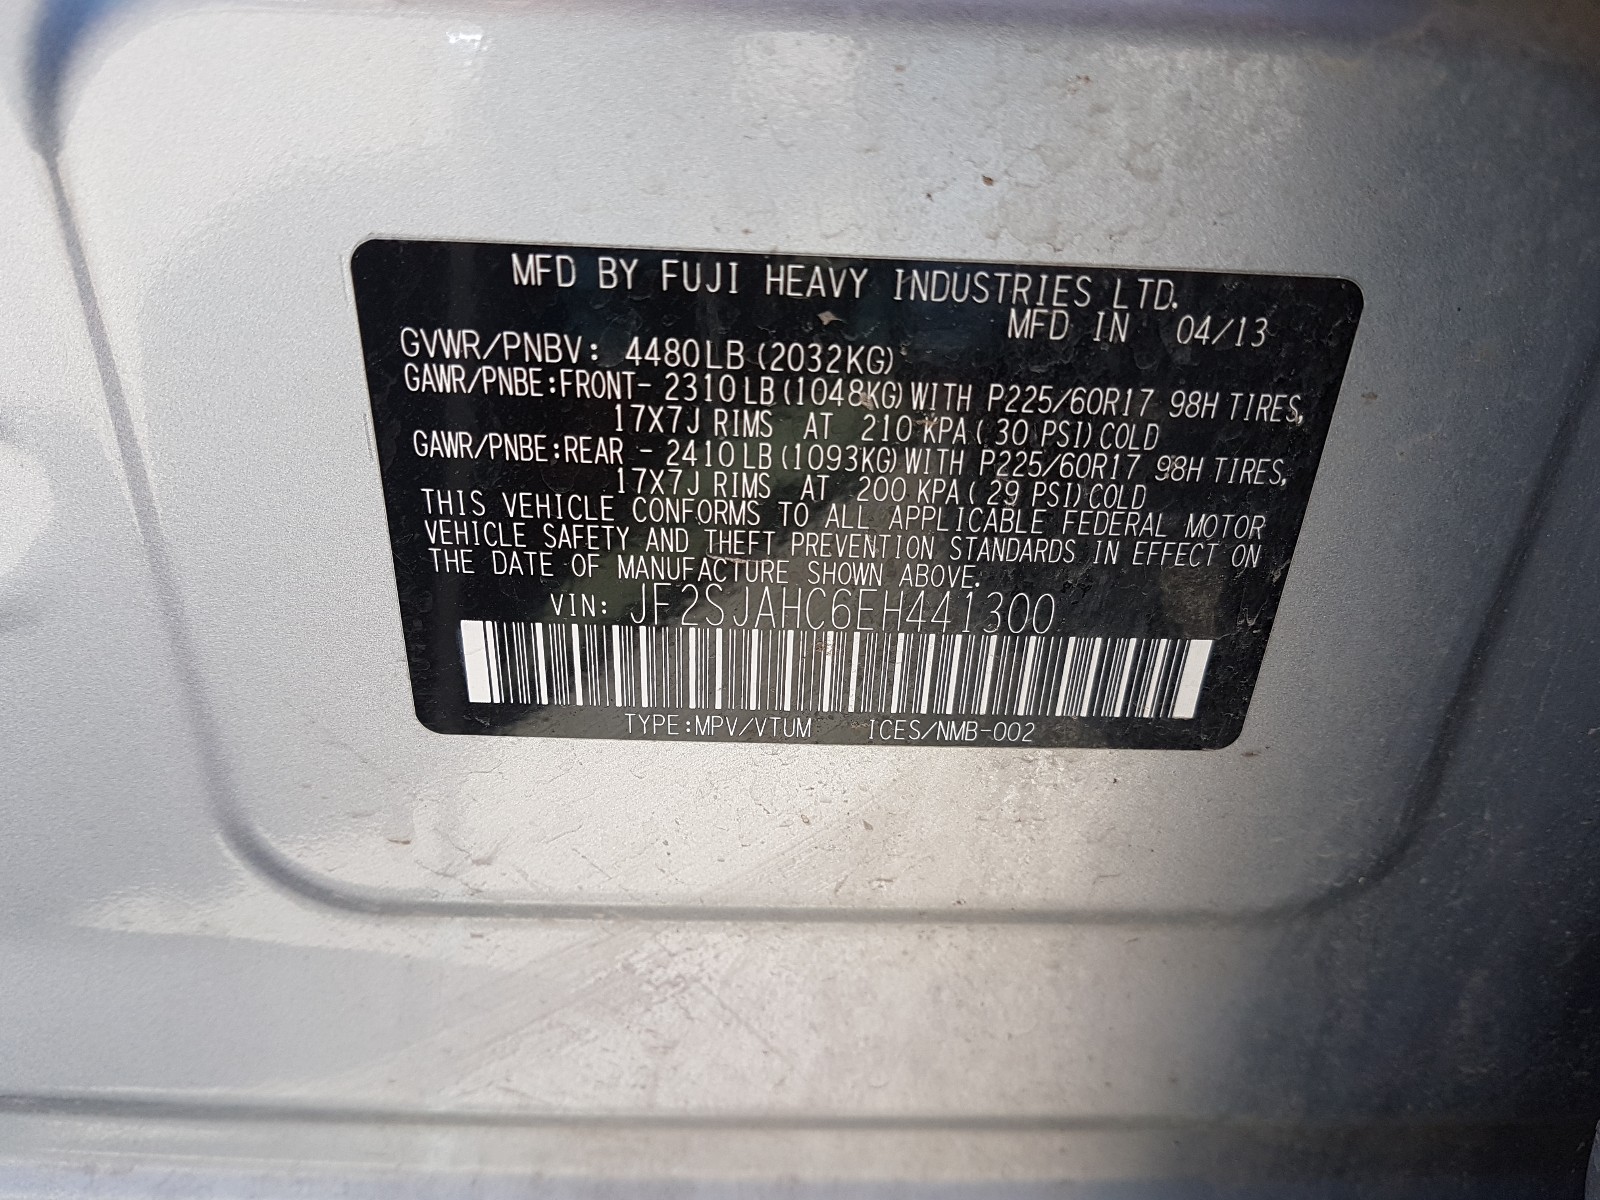 MFD BY FUJI HEAVY INDUSTRIES LTD.
MFD IN 04/13
GVWR/PNBV: 4480LB (2032KG)
GAWR/PNBE:FRONT- 2310LB (1048KG) WITH P225/60R17 98H TIRES,
17X7J RIMS AT 210 KPA( 30 PSI) COLD
GAWR/PNBE:REAR - 2410LB (1093KG) WITH P225/60R17 98H TIRES,
17X7J RIMS AT 200 KPA( 29 PSI) COLD
THIS VEHICLE CONFORMS TO ALL APPLICABLE FEDERAL MOTOR
VEHICLE SAFETY AND THEFT PREVENTION STANDARDS IN EFFECT ON
THE DATE OF MANUFACTURE SHOWN ABOVE.
VIN: JF2SJAHC6EH441300
TYPE:MPV/VTUM ICES/NMB-002